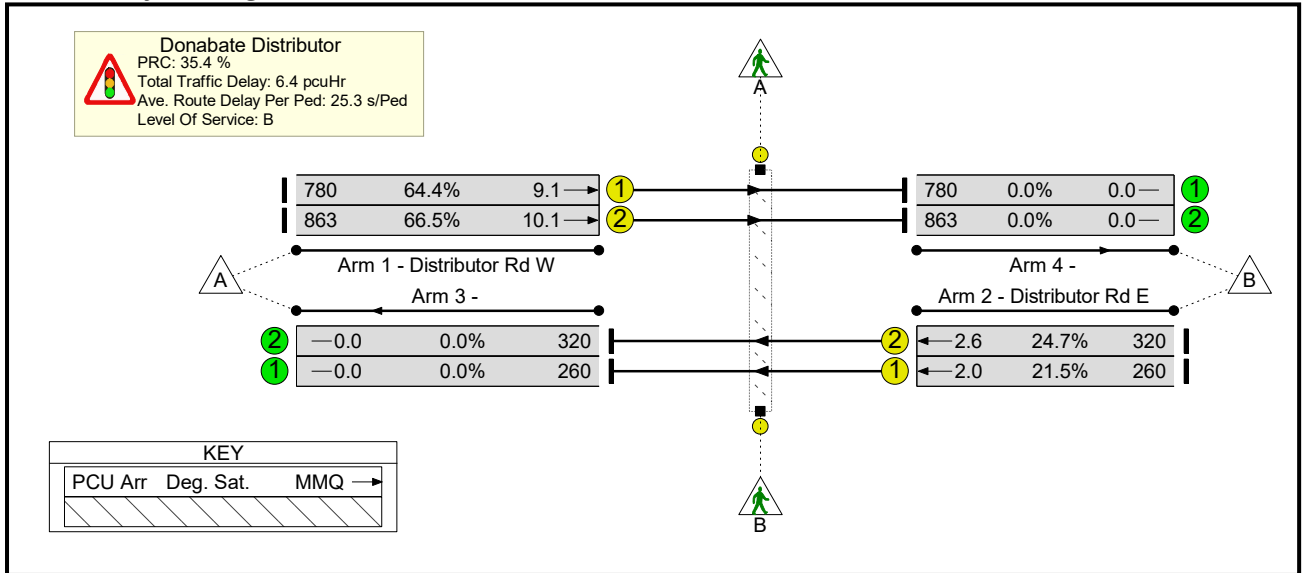 Donabate Distributor
PRC: 35.4 %
Total Traffic Delay: 6.4 pcuHr
Ave. Route Delay Per Ped: 25.3 s/Ped
Level Of Service: B
A
780 64.4% 9.1 1 780 0.0% 0.0 1
863 66.5% 10.1 2 863 0.0% 0.0 2
Arm 1 - Distributor Rd W Arm 4 -
A B
Arm 3 - Arm 2 - Distributor Rd E
2 0.0 0.0% 320 2 2.6 24.7% 320
1 0.0 0.0% 260 1 2.0 21.5% 260
KEY
PCU Arr Deg. Sat. MMQ
B